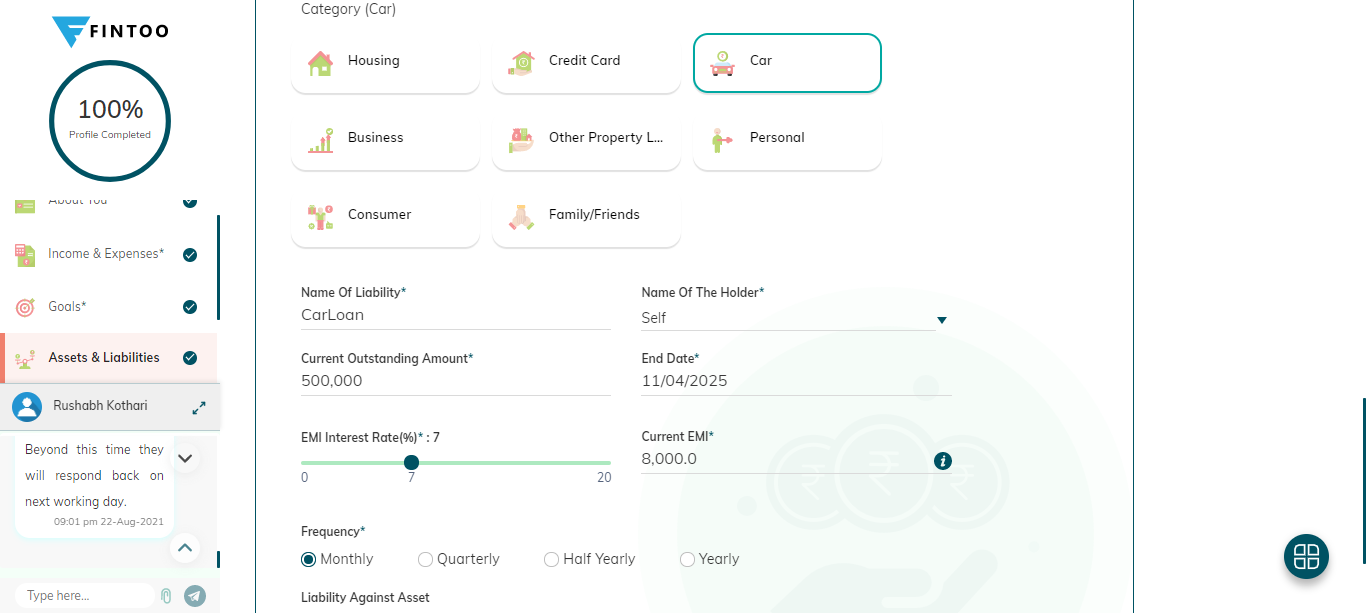 FINTOO
100%
Profile Completed
About You
Income & Expenses*
Goals*
Assets & Liabilities
Rushabh Kothari
Beyond this time they
will respond back on
next working day.
09:01 pm 22-Aug-2021
Type here...
Category (Car)
Housing
Credit Card
Car
Business
Other Property L...
Personal
Consumer
Family/Friends
Name Of Liability*
CarLoan
Name Of The Holder*
Self
Current Outstanding Amount*
500,000
End Date*
11/04/2025
EMI Interest Rate(%)* : 7
0
7
20
Current EMI*
8,000.0
Frequency*
Monthly
Quarterly
Half Yearly
Yearly
Liability Against Asset